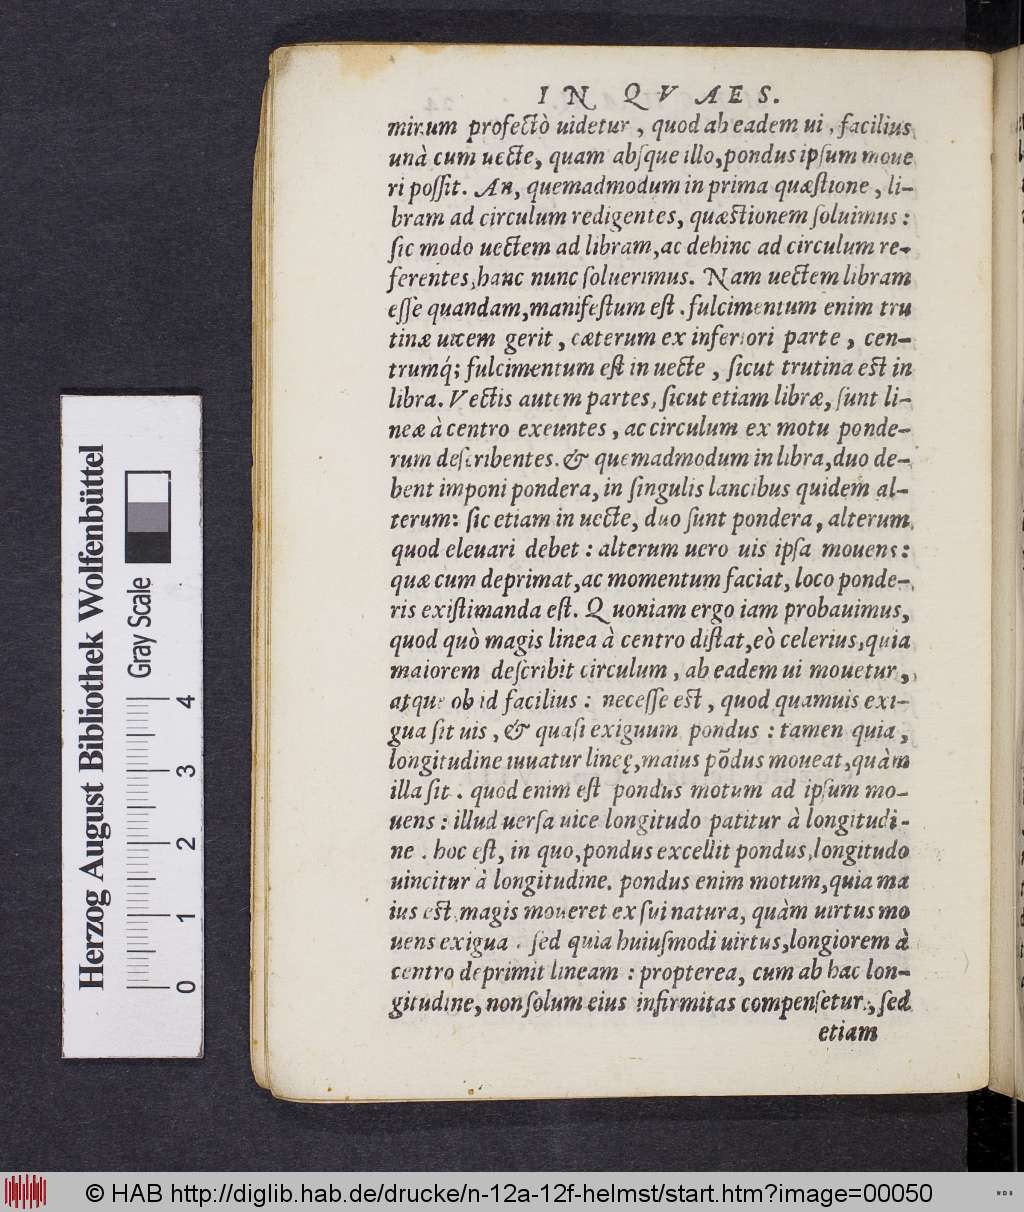 IN QVAES.
mirum profectò uidetur, quod ab eadem ui, facilius
unà cum uecte, quam absque illo, pondus ipsum moue
ri possit. An, quemadmodum in prima quæstione, li-
bram ad circulum redigentes, quæstionem soluimus:
sic modo uectem ad libram, ac dehinc ad circulum re-
ferentes, hanc nunc soluerimus. Nam uectem libram
esse quandam, manifestum est. fulcimentum enim tru
tinæ uicem gerit, cæterum ex inferiori parte, cen-
trumq́; fulcimentum est in uecte, sicut trutina est in
libra. Vectis autem partes, sicut etiam libræ, sunt li-
neæ à centro exeuntes, ac circulum ex motu ponde-
rum describentes. & quemadmodum in libra, duo de-
bent imponi pondera, in singulis lancibus quidem al-
terum: sic etiam in uecte, duo sunt pondera, alterum
quod eleuari debet: alterum uero uis ipsa mouens:
quæ cum deprimat, ac momentum faciat, loco ponde-
ris existimanda est. Quoniam ergo iam probauimus,
quod quò magis linea à centro distat, eò celerius, quia
maiorem describit circulum, ab eadem ui mouetur,
atque ob id facilius: necesse est, quod quamuis exi-
gua sit uis, & quasi exiguum pondus: tamen quia,
longitudine iuuatur lineę, maius põdus moueat, quàm
illa sit. quod enim est pondus motum ad ipsum mo-
uens: illud uersa uice longitudo patitur à longitudi-
ne. hoc est, in quo, pondus excellit pondus, longitudo
uincitur à longitudine. pondus enim motum, quia ma
ius est, magis moueret ex sui natura, quàm uirtus mo
uens exigua. sed quia huiusmodi uirtus, longiorem à
centro deprimit lineam: propterea, cum ab hac lon-
gitudine, non solum eius infirmitas compensetur, sed
etiam
Herzog August Bibliothek Wolfenbüttel
Gray Scale
0 1 2 3 4
© HAB http://diglib.hab.de/drucke/n-12a-12f-helmst/start.htm?image=00050